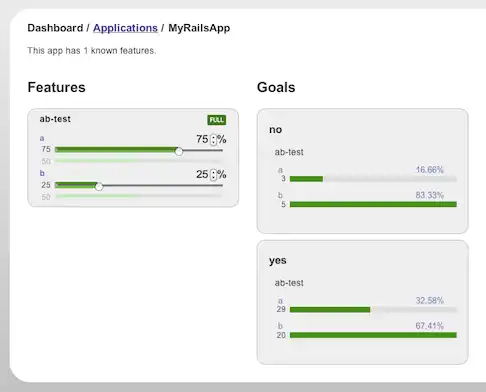 Dashboard / Applications / MyRailsApp
This app has 1 known features.
Features
ab-test FULL
a
75 75 %
50
b
25 25 %
50
Goals
no
ab-test
a 16.66%
3
b 83.33%
5
yes
ab-test
a 32.58%
29
b 67.41%
20